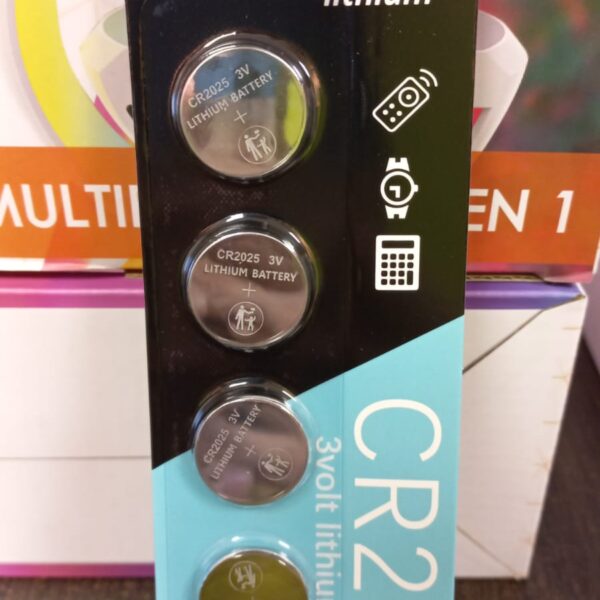 lithium
CR2025 3V
LITHIUM BATTERY
+
MULTI
EN 1
CR2025 3V
LITHIUM BATTERY
+
CR2025 3V
LITHIUM BATTERY
+
CR2
3volt lithiu